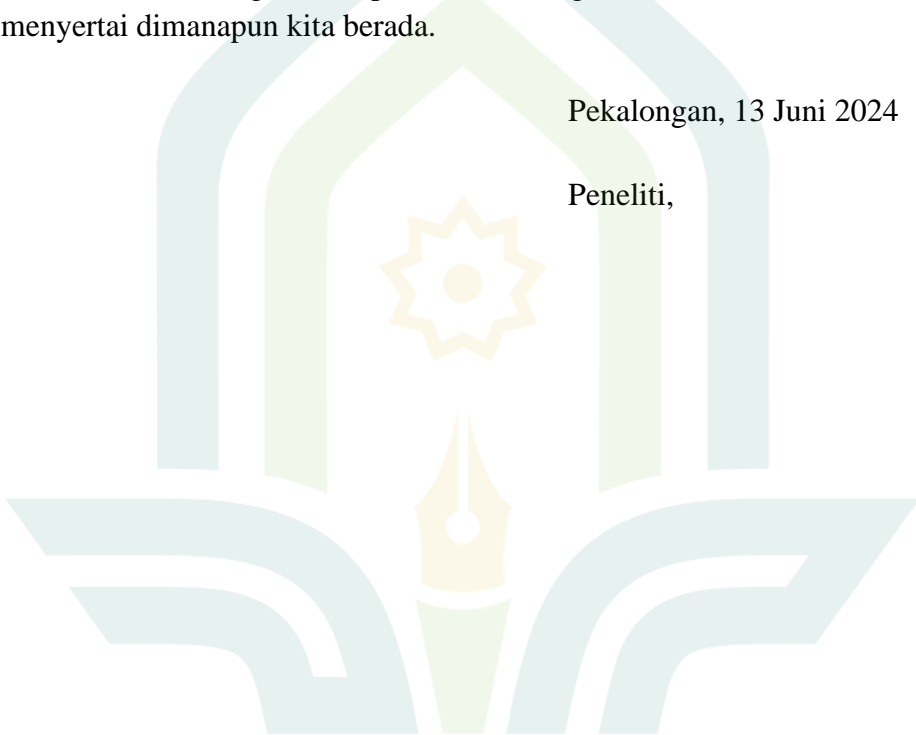 menyertai dimanapun kita berada.
Pekalongan, 13 Juni 2024
Peneliti,